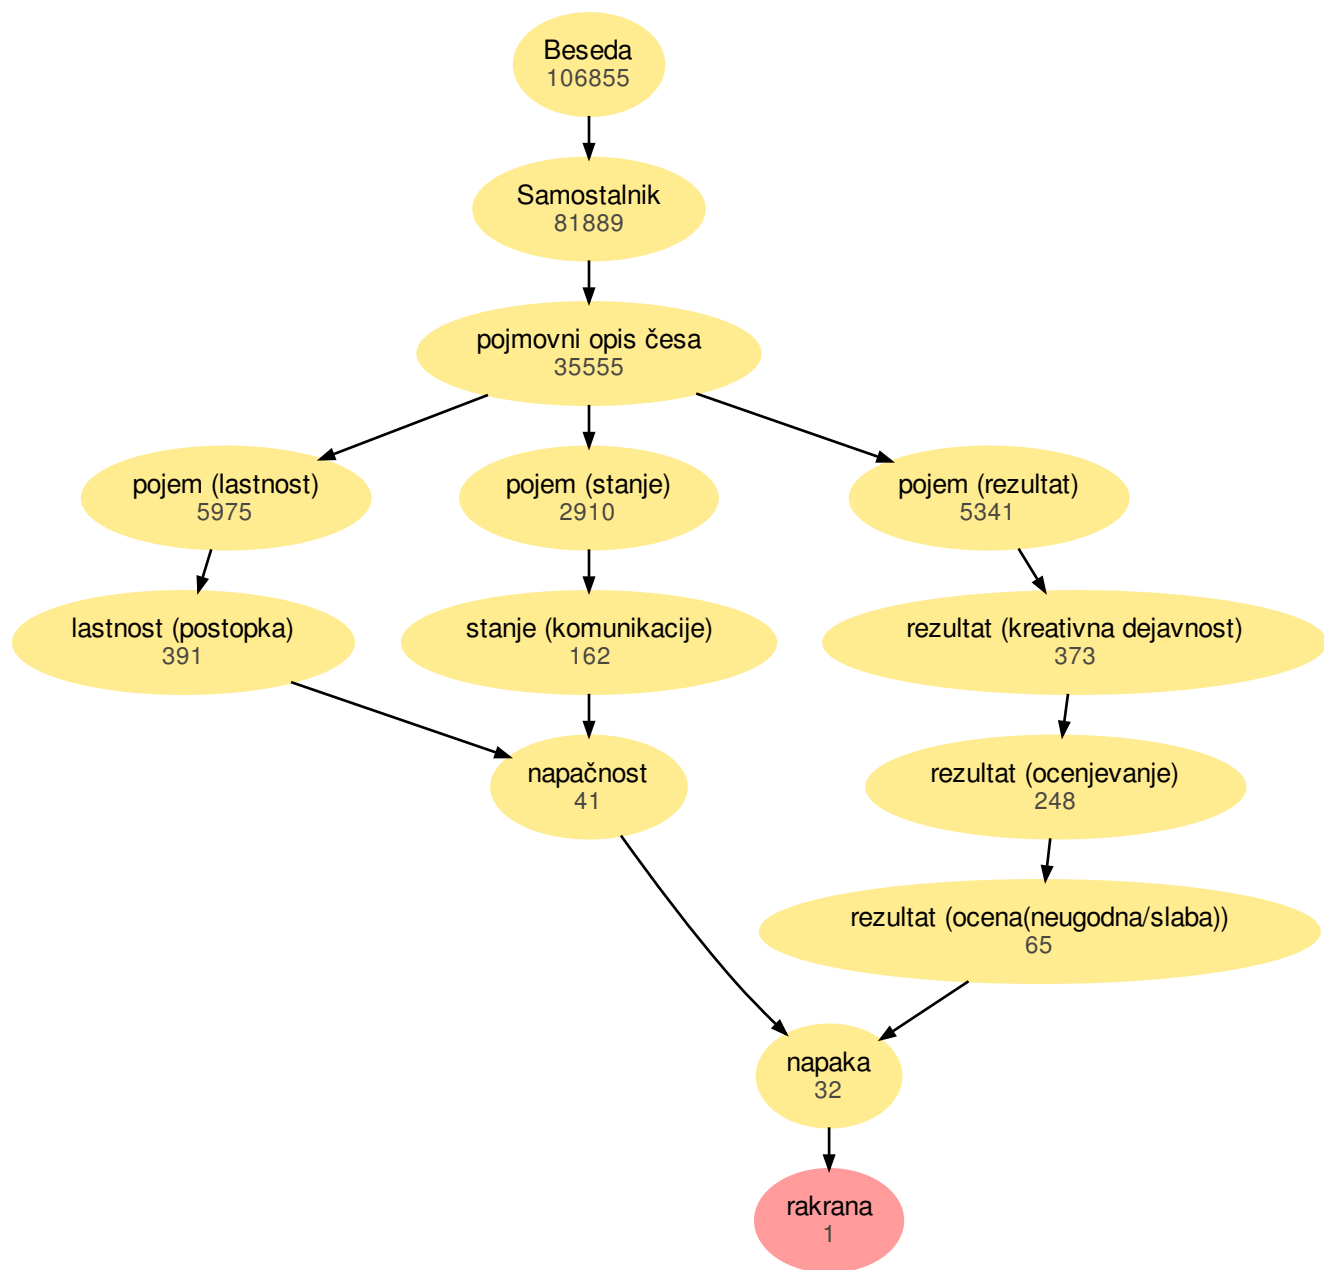 Beseda
106855
Samostalnik
81889
pojmovni opis česa
35555
pojem (lastnost)
5975
pojem (stanje)
2910
pojem (rezultat)
5341
lastnost (postopka)
391
stanje (komunikacije)
162
rezultat (kreativna dejavnost)
373
napačnost
41
rezultat (ocenjevanje)
248
rezultat (ocena(neugodna/slaba))
65
napaka
32
rakrana
1